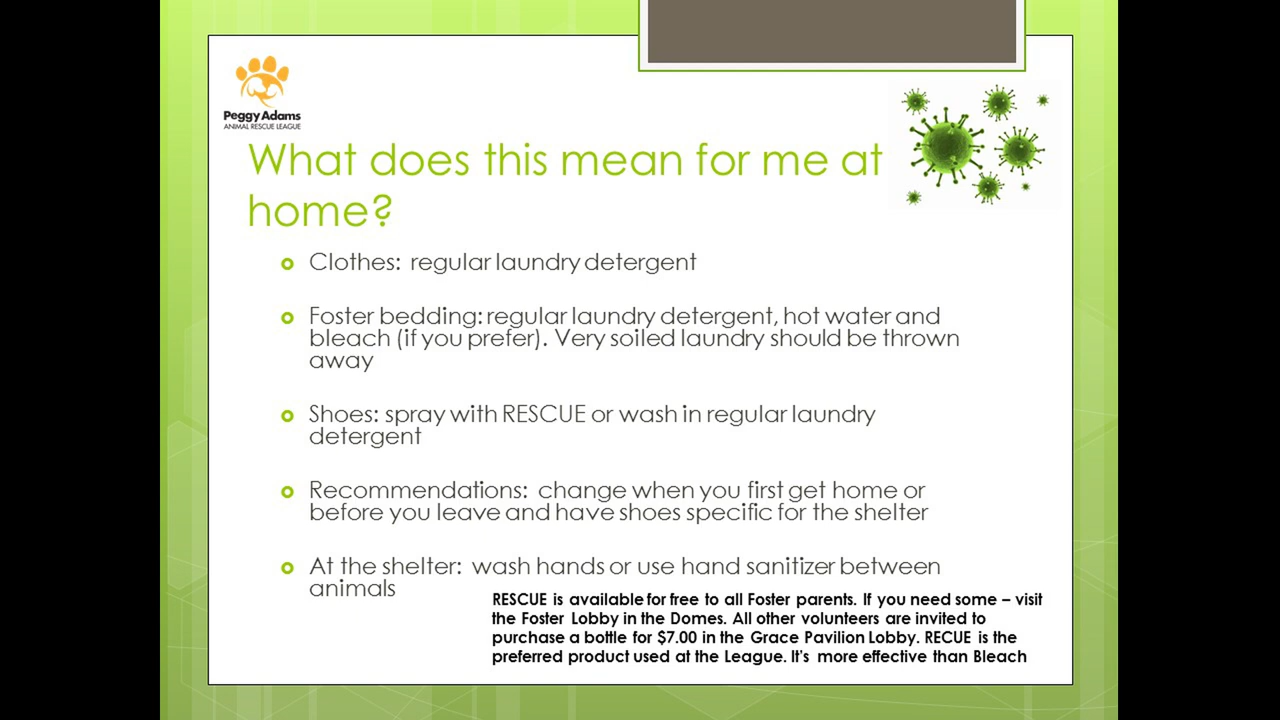 Peggy Adams
ANIMAL RESCUE LEAGUE
What does this mean for me at
home?
Clothes: regular laundry detergent
Foster bedding: regular laundry detergent, hot water and
bleach (if you prefer). Very soiled laundry should be thrown
away
Shoes: spray with RESCUE or wash in regular laundry
detergent
Recommendations: change when you first get home or
before you leave and have shoes specific for the shelter
At the shelter: wash hands or use hand sanitizer between
animals
RESCUE is available for free to all Foster parents. If you need some – visit
the Foster Lobby in the Domes. All other volunteers are invited to
purchase a bottle for $7.00 in the Grace Pavilion Lobby. RECUE is the
preferred product used at the League. It's more effective than Bleach